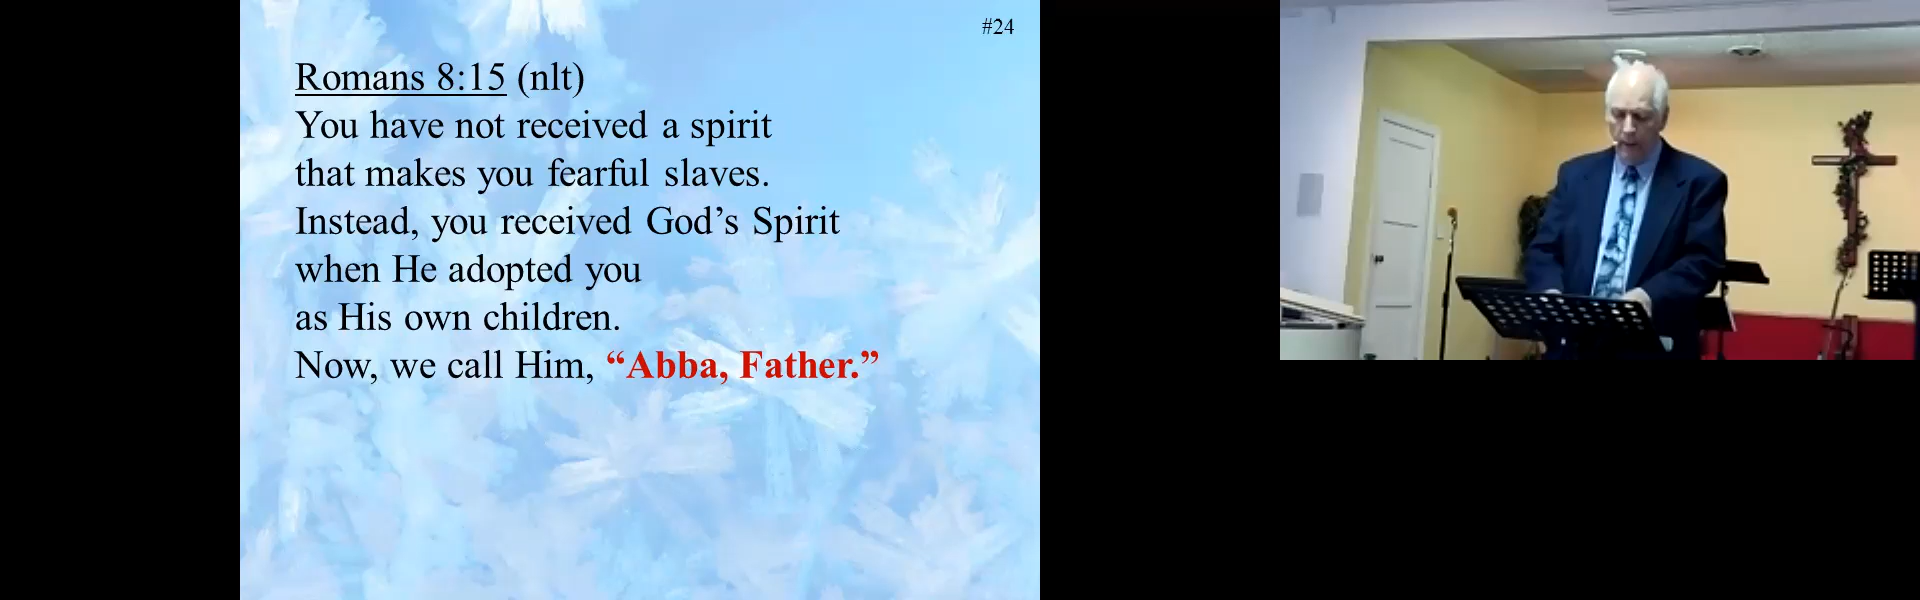 #24
Romans 8:15 (nlt)
You have not received a spirit
that makes you fearful slaves.
Instead, you received God’s Spirit
when He adopted you
as His own children.
Now, we call Him, “Abba, Father.”